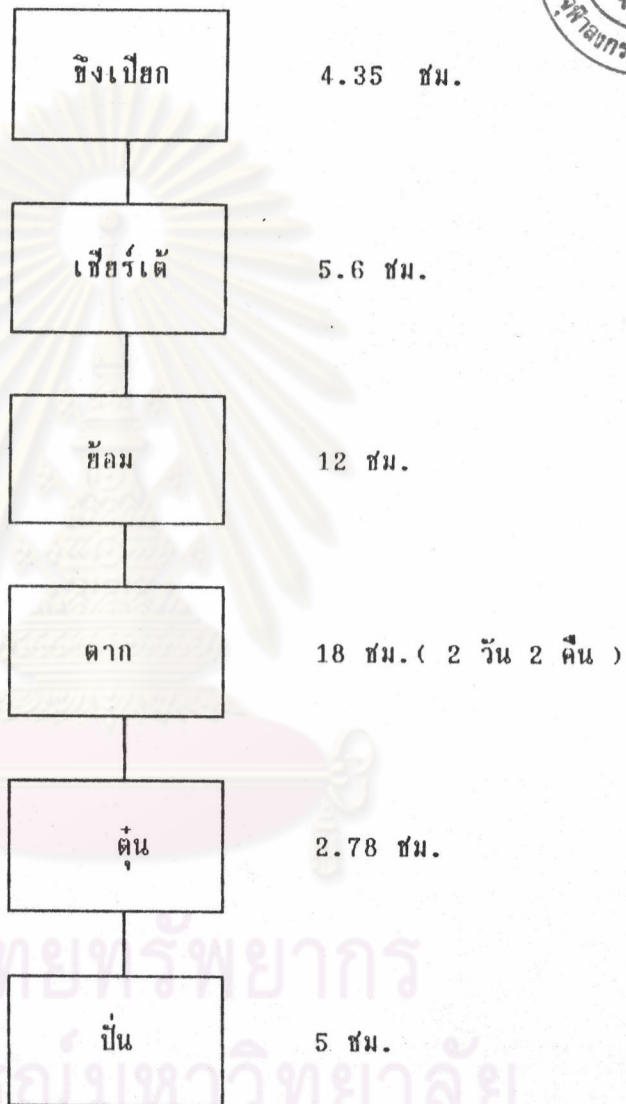 ขึงเปียก 4.35 ชม.
เชียร์เต้ 5.6 ชม.
ย้อม 12 ชม.
ตาก 18 ชม. ( 2 วัน 2 คืน )
ตุ๋น 2.78 ชม.
ปั่น 5 ชม.